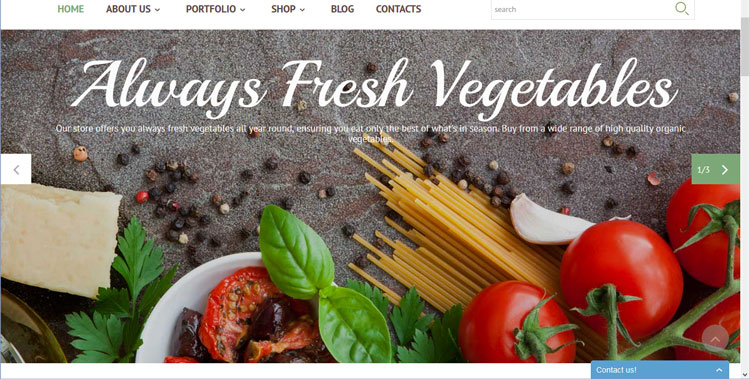 HOME ABOUT US PORTFOLIO SHOP BLOG CONTACTS search
Always Fresh Vegetables
Our store offers you always fresh vegetables all year round, ensuring you eat only the best of what's in season. Buy from a wide range of high quality organic
vegetables.
1/3
Contact us!